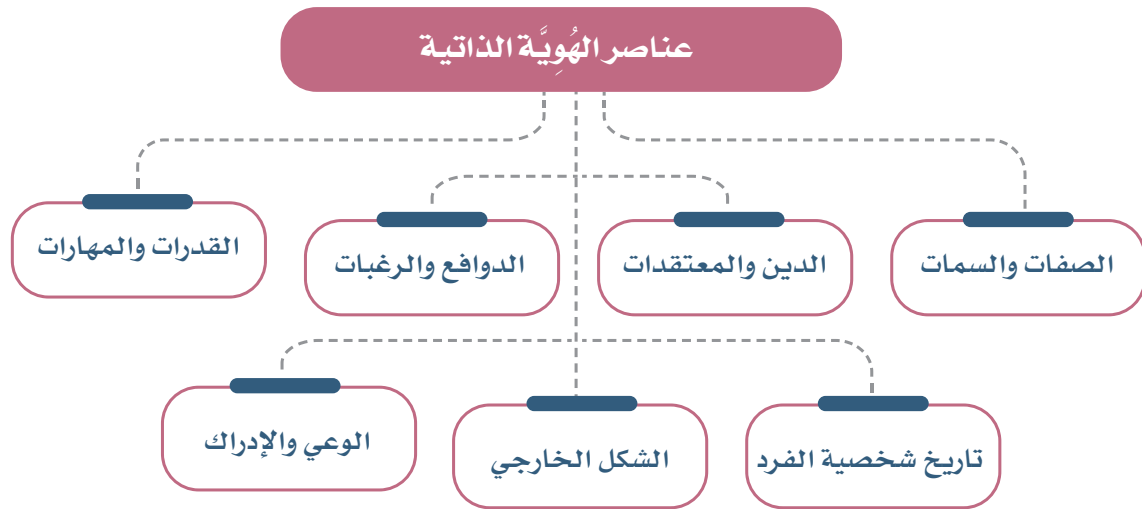 عناصر الهُوِيَّة الذاتية
الصفات والسمات
الدين والمعتقدات
الدوافع والرغبات
القدرات والمهارات
تاريخ شخصية الفرد
الشكل الخارجي
الوعي والإدراك